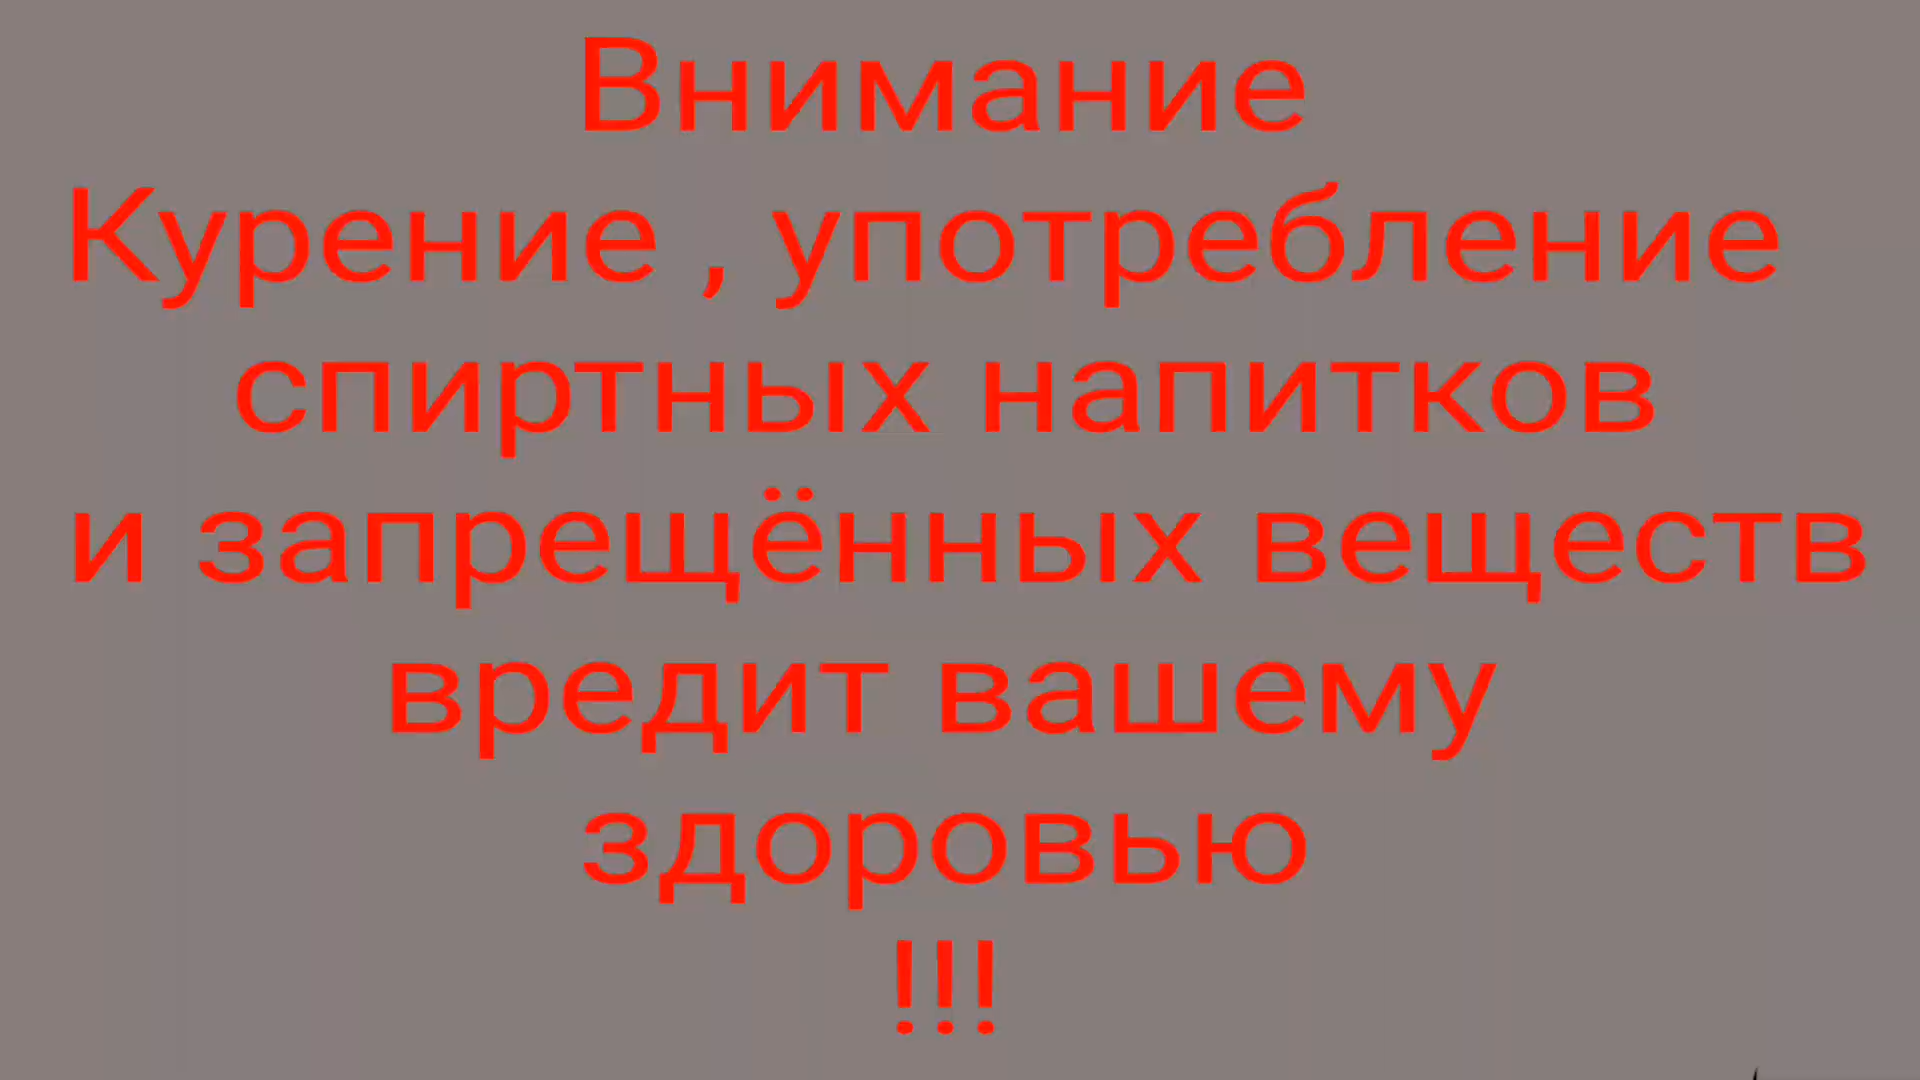 Внимание
Курение , употребление
спиртных напитков
и запрещённых веществ
вредит вашему
здоровью
!!!